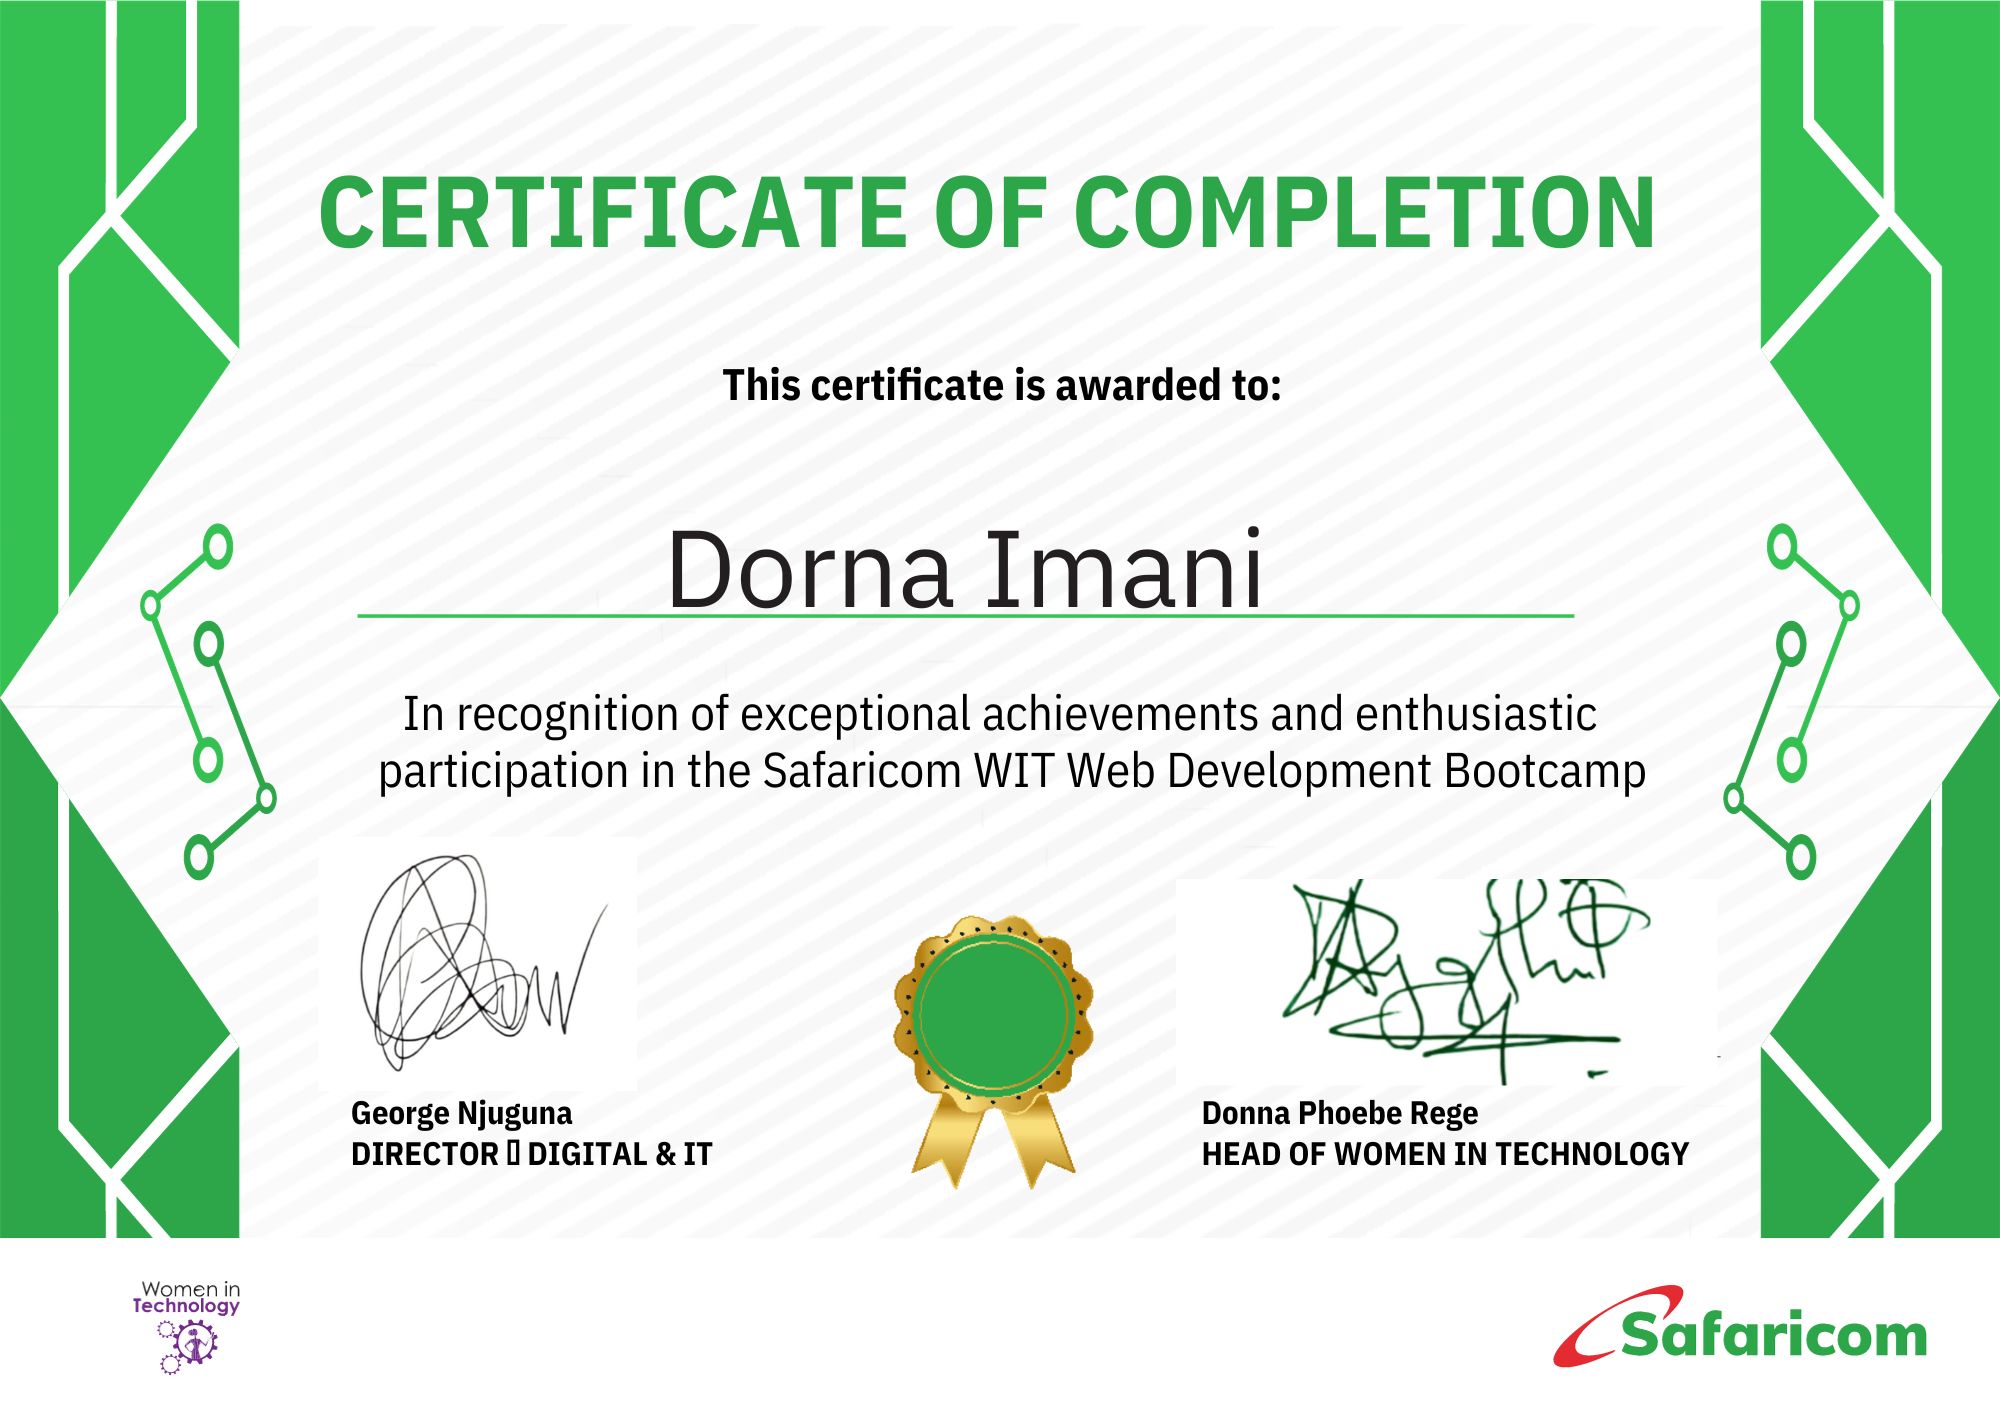 CERTIFICATE OF COMPLETION
This certificate is awarded to:
Dorna Imani
In recognition of exceptional achievements and enthusiastic
participation in the Safaricom WIT Web Development Bootcamp
George Njuguna
DIRECTOR ▯ DIGITAL & IT
Donna Phoebe Rege
HEAD OF WOMEN IN TECHNOLOGY
Women in
Technology
Safaricom